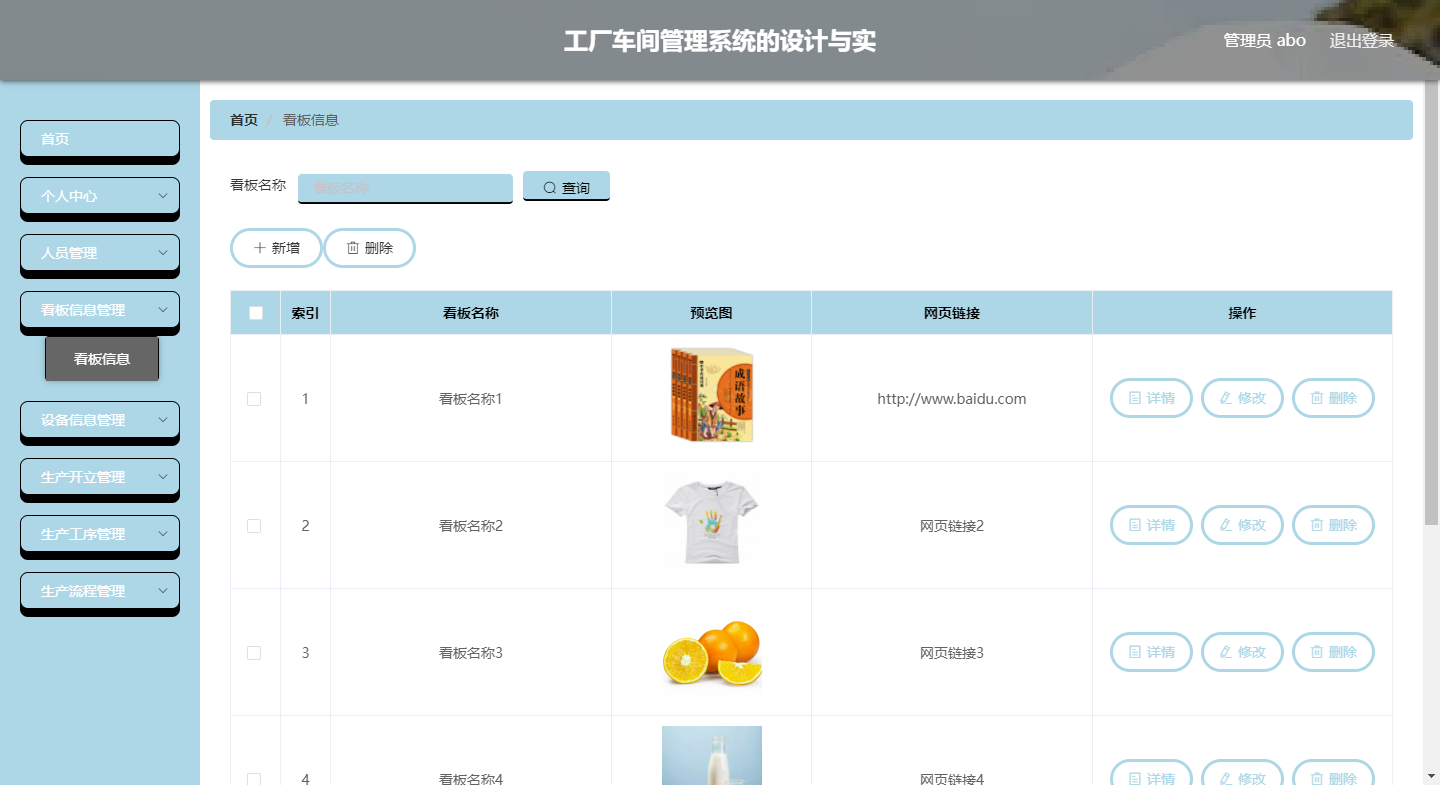 工厂车间管理系统的设计与实
管理员 abo 退出登录
首页
个人中心
人员管理
看板信息管理
看板信息
设备信息管理
生产开立管理
生产工序管理
生产流程管理
首页 / 看板信息
看板名称 看板名称 查询
新增 删除
索引 看板名称 预览图 网页链接 操作
1 看板名称1 成语故事 http://www.baidu.com 详情 修改 删除
2 看板名称2 网页链接2 详情 修改 删除
3 看板名称3 网页链接3 详情 修改 删除
4 看板名称4 网页链接4 详情 修改 删除